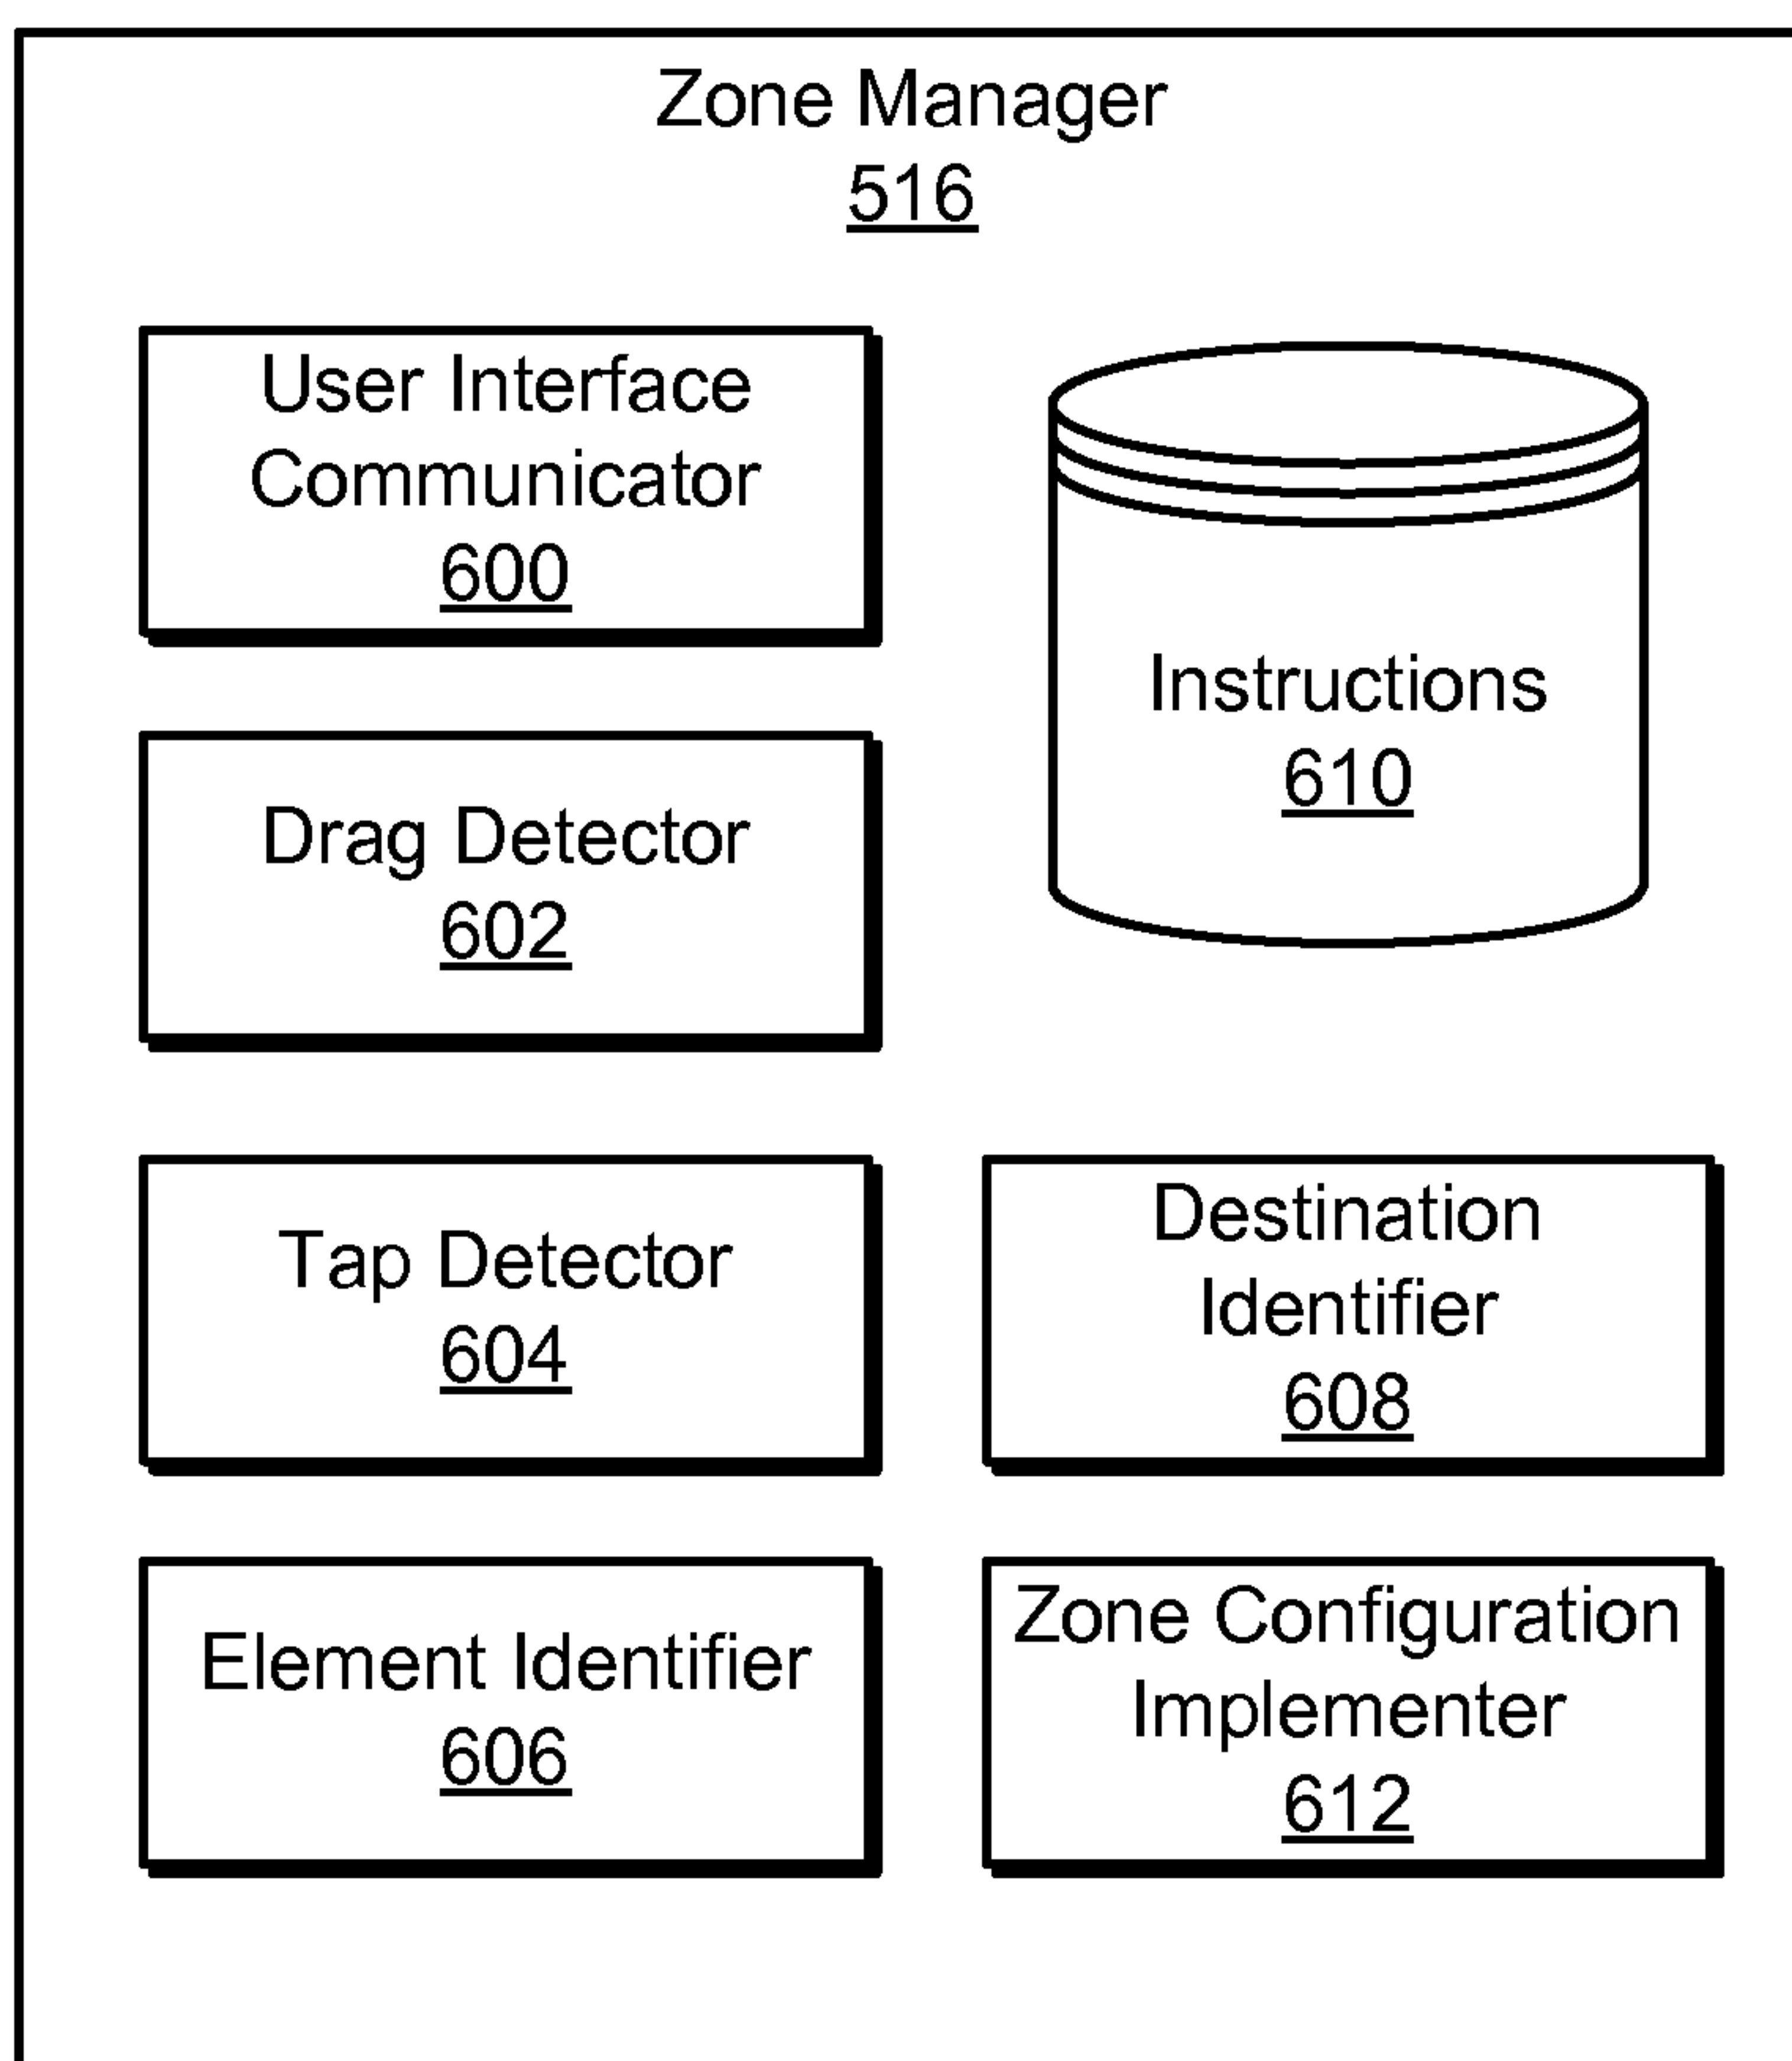 Zone Manager
516
User Interface
Communicator
600
Instructions
610
Drag Detector
602
Tap Detector
604
Destination
Identifier
608
Element Identifier
606
Zone Configuration
Implementer
612